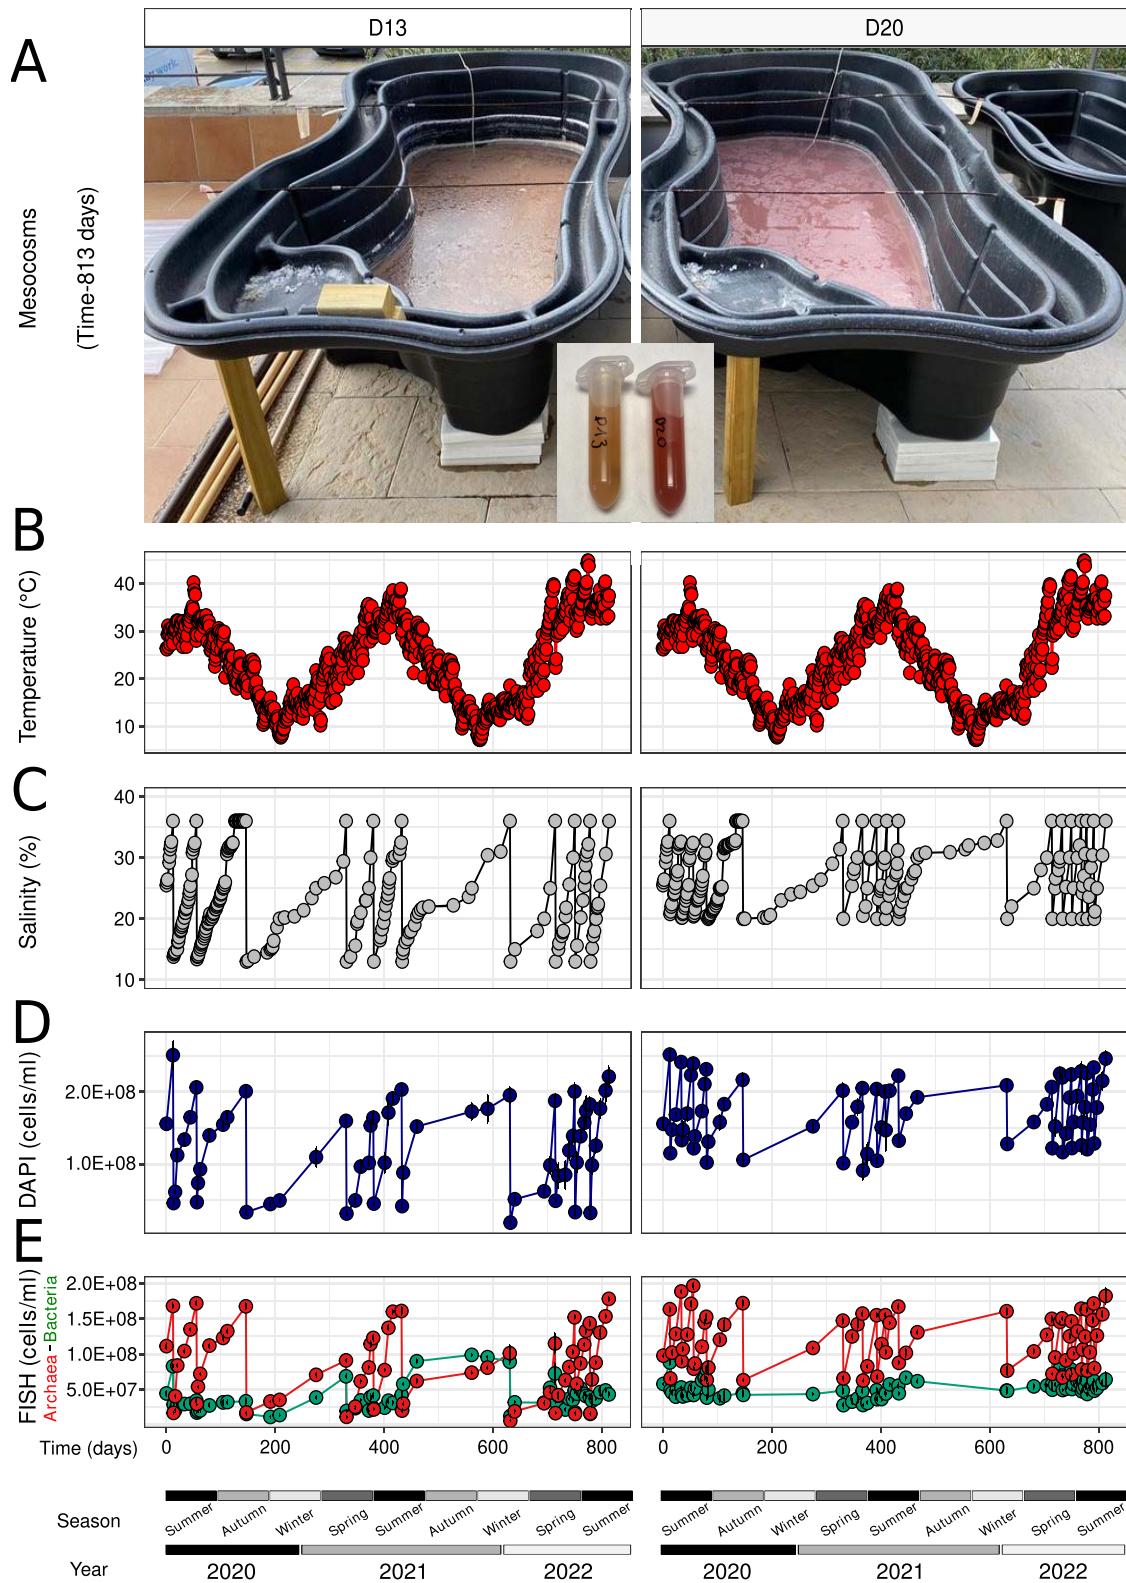 D13
D20
A
Mesocosms
(Time-813 days)
work
D13
D20
B
Temperature (°C)
40
30
20
10
C
Salinity (%)
40
30
20
10
D
DAPI (cells/ml)
2.0E+08
1.0E+08
E
FISH (cells/ml)
Archaea-Bacteria
2.0E+08
1.5E+08
1.0E+08
5.0E+07
Time (days)
0 200 400 600 800
0 200 400 600 800
Season
Summer Autumn Winter Spring Summer Autumn Winter Spring Summer
Summer Autumn Winter Spring Summer Autumn Winter Spring Summer
Year
2020 2021 2022
2020 2021 2022